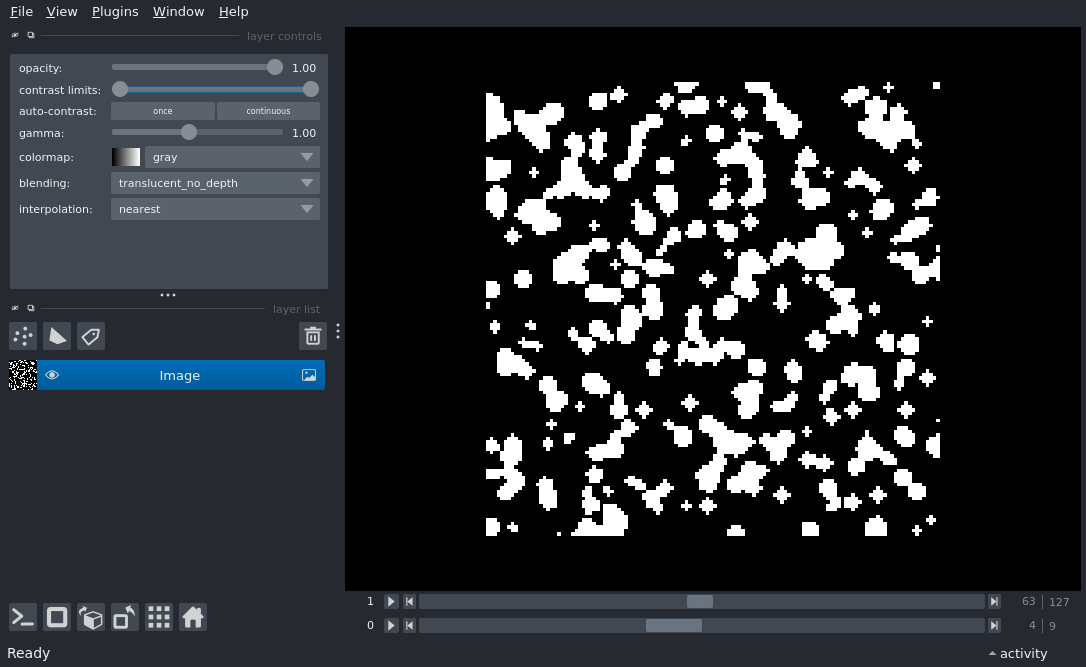 File View Plugins Window Help
layer controls
opacity: 1.00
contrast limits:
auto-contrast: once continuous
gamma: 1.00
colormap: gray
blending: translucent_no_depth
interpolation: nearest
layer list
Image
1 63 127
0 4 9
Ready activity